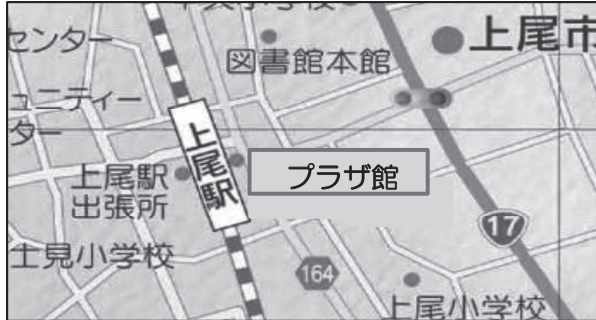 センター
図書館本館
上尾市
ュニティー
ター
上尾駅
プラザ館
上尾駅
出張所
17
士見小学校
164
上尾小学校